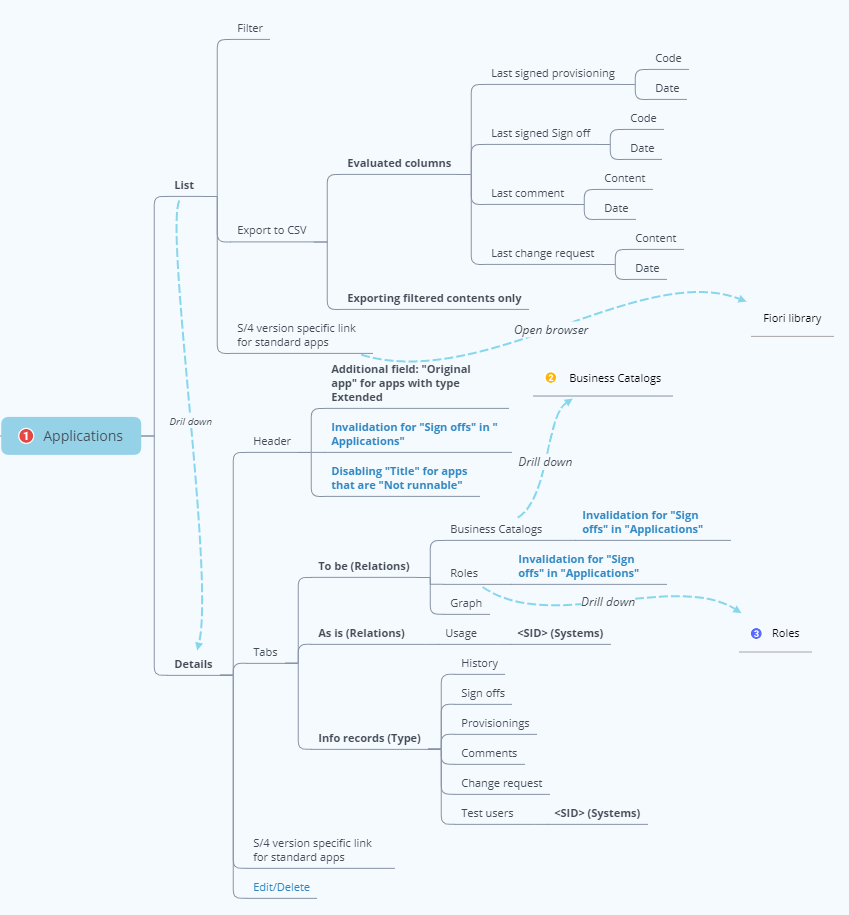 Filter
Code
Last signed provisioning
Date
Code
Last signed Sign off
Date
Evaluated columns
Content
List
Last comment
Date
Export to CSV
Content
Last change request
Date
Exporting filtered contents only
Fiori library
S/4 version specific link
for standard apps
Open browser
Additional field: "Original
app" for apps with type
Extended
2 Business Catalogs
Dril down
Invalidation for "Sign offs" in "
Applications"
1 Applications
Header
Drill down
Disabling "Title" for apps
that are "Not runnable"
Business Catalogs
Invalidation for "Sign
offs" in "Applications"
To be (Relations)
Roles
Invalidation for "Sign
offs" in "Applications"
Graph
Drill down
As is (Relations)
Usage
<SID> (Systems)
3 Roles
Tabs
Details
History
Sign offs
Provisionings
Info records (Type)
Comments
Change request
Test users
<SID> (Systems)
S/4 version specific link
for standard apps
Edit/Delete